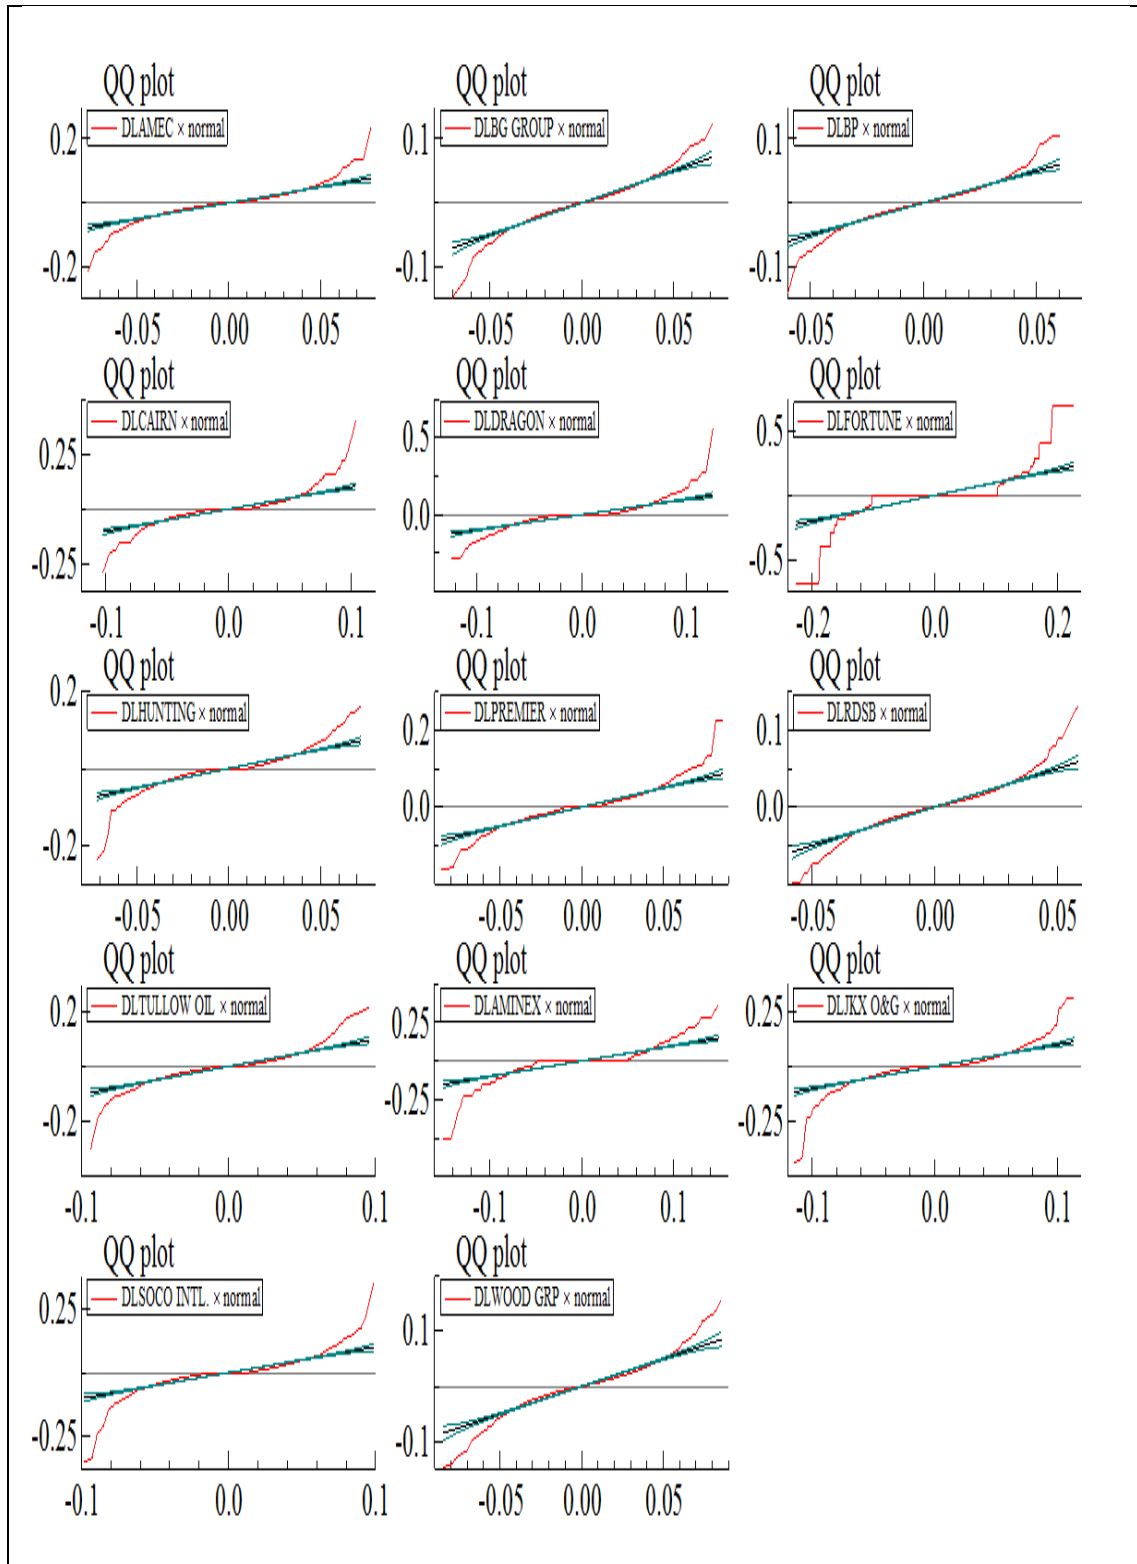 QQ plot QQ plot QQ plot
DLAMEC × normal DLBG GROUP × normal DLBP × normal
0.2 0.1 0.1
-0.2 -0.1 -0.1
-0.05 0.00 0.05 -0.05 0.00 0.05 -0.05 0.00 0.05
QQ plot QQ plot QQ plot
DLCAIRN × normal DLDRAGON × normal DLFORTUNE × normal
0.25 0.5 0.5
-0.25 0.0 -0.5
-0.1 0.0 0.1 -0.1 0.0 0.1 -0.2 0.0 0.2
QQ plot QQ plot QQ plot
DLHUNTING × normal DLPREMIER × normal DLRDSB × normal
0.2 0.2 0.1
-0.2 0.0 0.0
-0.05 0.00 0.05 -0.05 0.00 0.05 -0.05 0.00 0.05
QQ plot QQ plot QQ plot
DLTULLOW OIL × normal DLAMINEX × normal DLJKX O&G × normal
0.2 0.25 0.25
-0.2 -0.25 -0.25
-0.1 0.0 0.1 -0.1 0.0 0.1 -0.1 0.0 0.1
QQ plot QQ plot
DLSOCO INTL. × normal DLWOOD GRP × normal
0.25 0.1
-0.25 -0.1
-0.1 0.0 0.1 -0.05 0.00 0.05